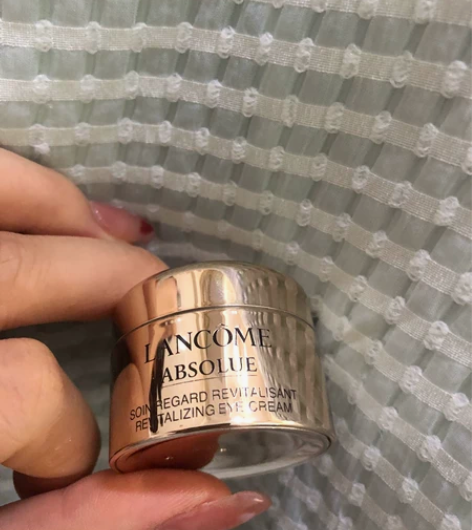 LANCÔME
ABSOLUE
SOIN REGARD REVITALISANT
REVITALIZING EYE CREAM